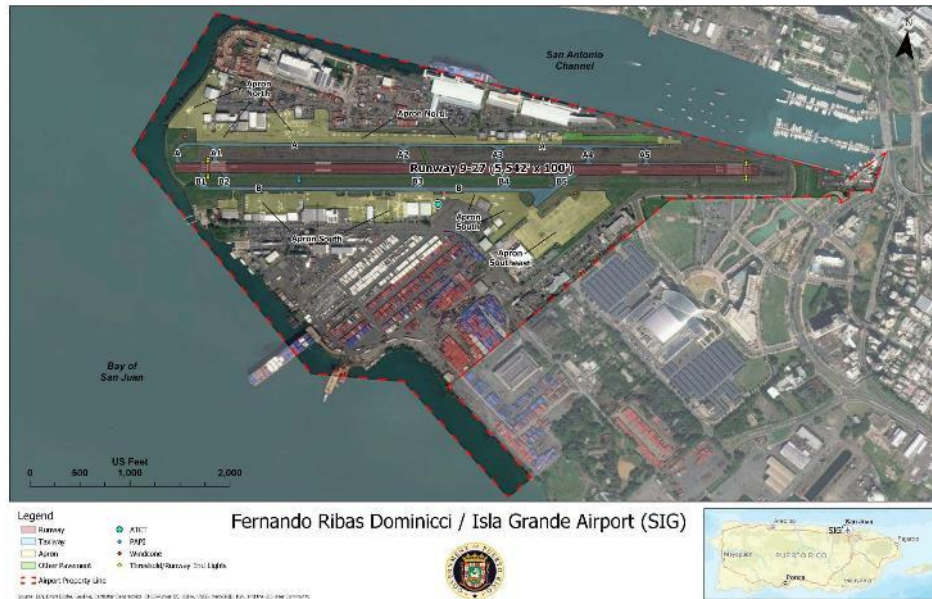 N
San Antonio
Channel
Apron
North
Apron North
A
A
A
A1
A2
A3
A4
A5
Runway 9-27 (5,542' x 100')
B1
B2
B
B3
B
B4
B5
Apron South
Apron
South
Apron
Southeast
Bay of
San Juan
US Feet
0
500
1,000
2,000
Legend
Runway
Taxiway
Apron
Other Pavement
Airport Property Line
ATCT
PAPI
Windcone
Threshold/Runway End Lights
Fernando Ribas Dominicci / Isla Grande Airport (SIG)
San Juan
SIG
PUERTO RICO
Ponce